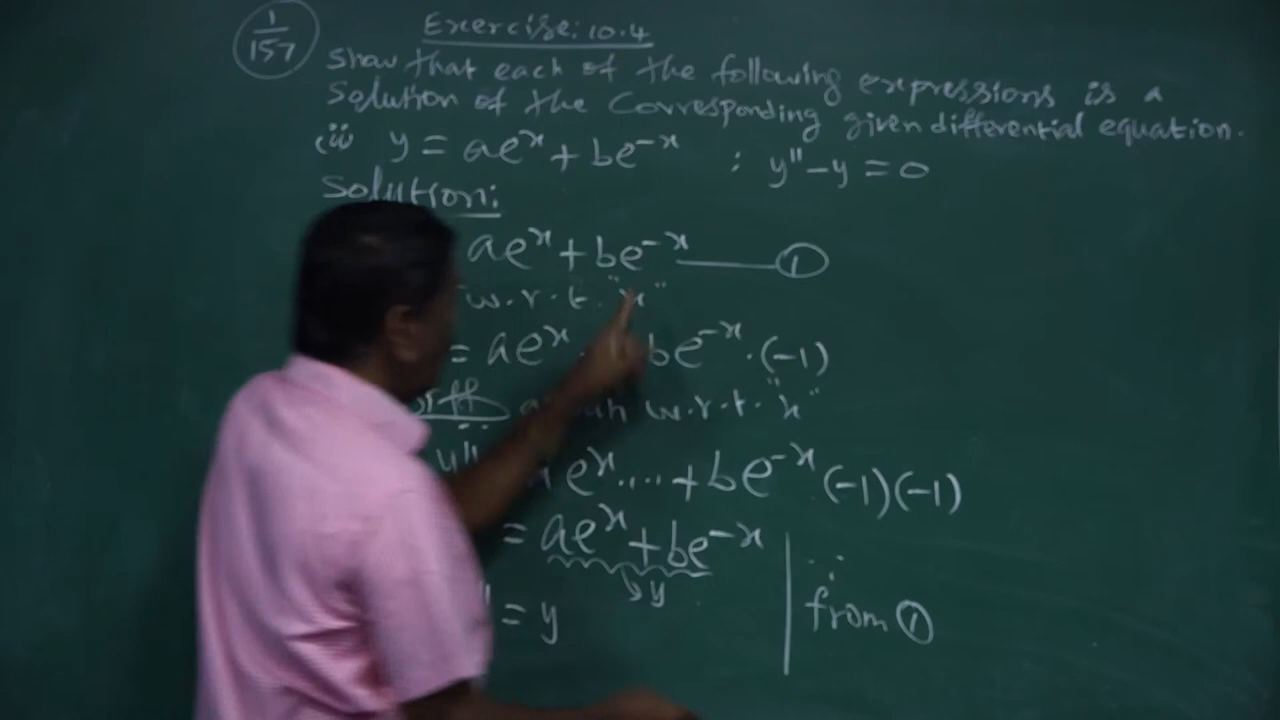 1/157
Exercise: 10.4
Show that each of the following expressions is a
Solution of the Corresponding given differential equation.
y = ae^x + be^-x : y'' - y = 0
Solution:
ae^x + be^-x ——— ①
w.r.t. "x"
= ae^x be^-x . (-1)
Diff w.r.t. "x"
y'' e^x .... + be^-x (-1)(-1)
= ae^x + be^-x
↳ y
= y
∵ from ①